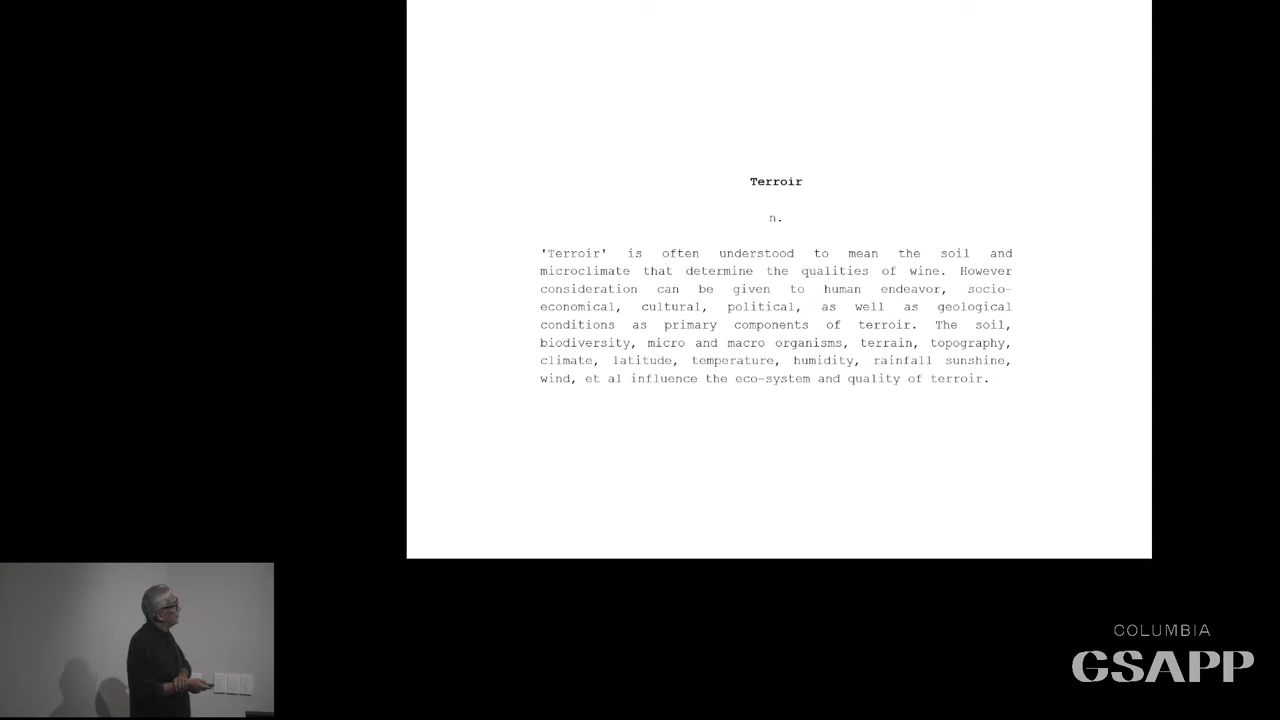 Terroir
n.
'Terroir' is often understood to mean the soil and
microclimate that determine the qualities of wine. However
consideration can be given to human endeavor, socio-
economical, cultural, political, as well as geological
conditions as primary components of terroir. The soil,
biodiversity, micro and macro organisms, terrain, topography,
climate, latitude, temperature, humidity, rainfall sunshine,
wind, et al influence the eco-system and quality of terroir.
COLUMBIA
GSAPP